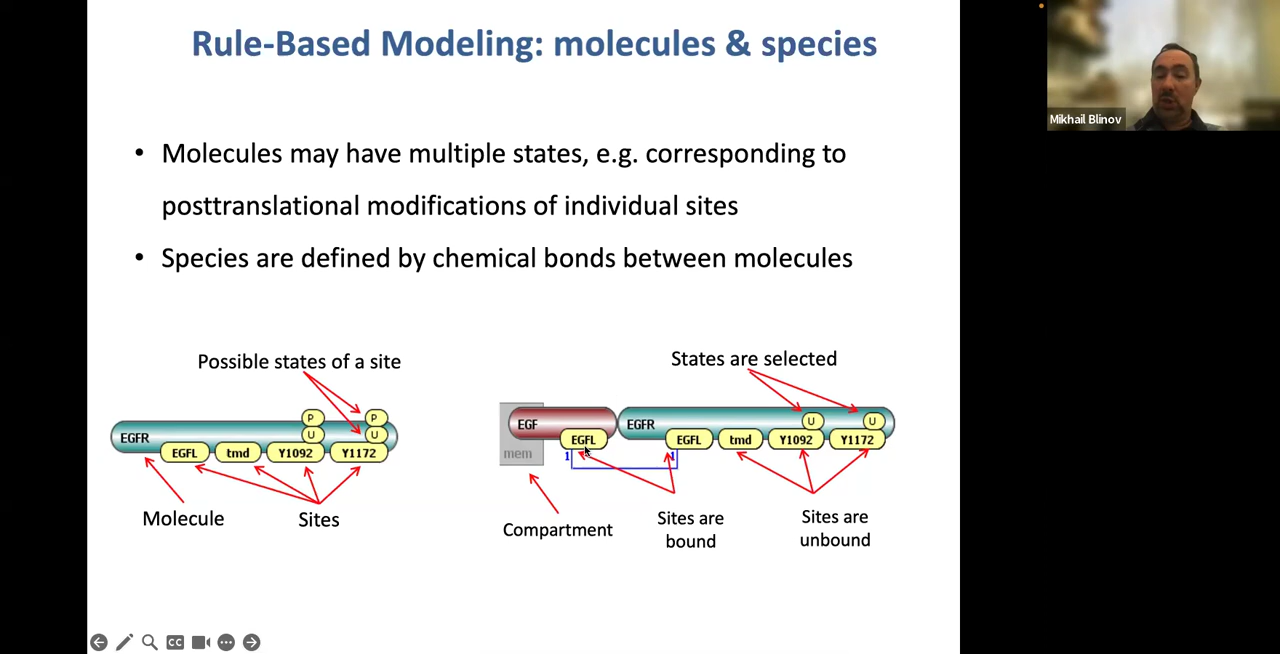 Rule-Based Modeling: molecules & species
Mikhail Blinov
• Molecules may have multiple states, e.g. corresponding to
posttranslational modifications of individual sites
• Species are defined by chemical bonds between molecules
Possible states of a site
P P
U U
EGFR
EGFL tmd Y1092 Y1172
Molecule
Sites
States are selected
U U
EGF EGFR
EGFL EGFL tmd Y1092 Y1172
mem 1 1
Compartment
Sites are
bound
Sites are
unbound
CC